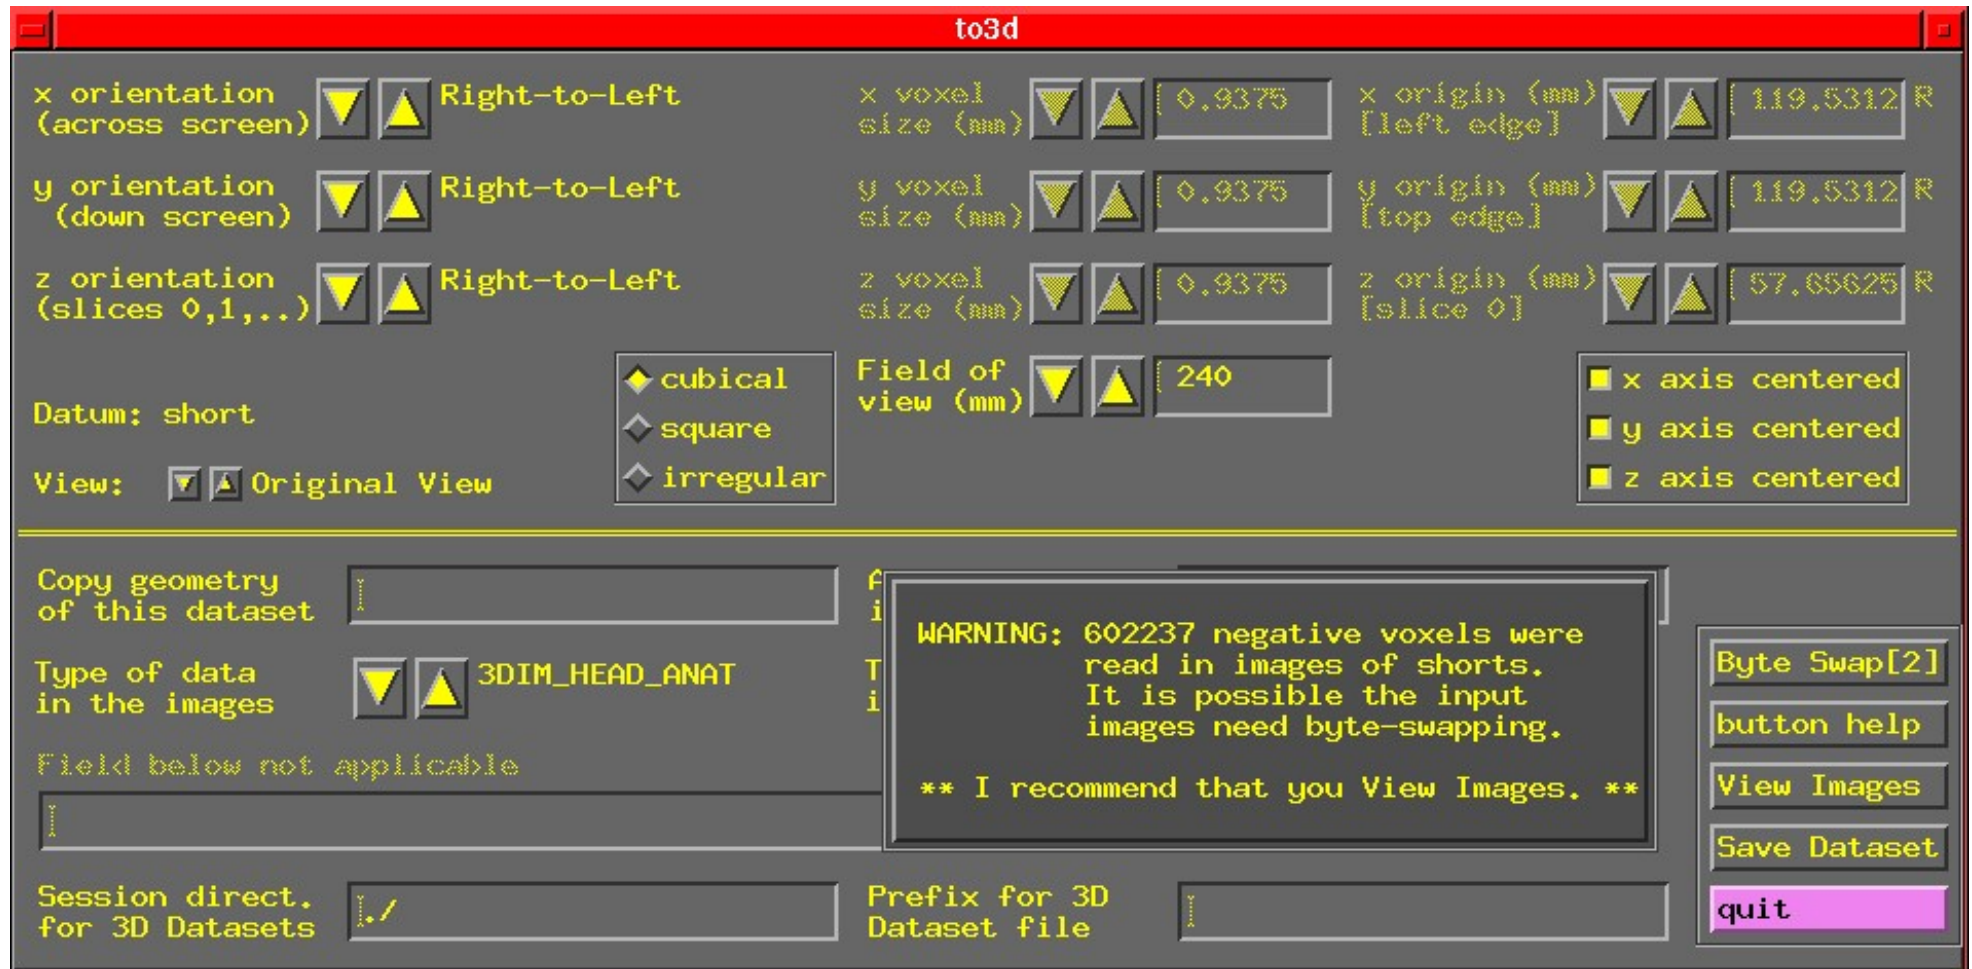 to3d
x orientation
(across screen)
Right-to-Left
x voxel
size (mm)
0.9375
x origin (mm)
[left edge]
119.5312 R
y orientation
(down screen)
Right-to-Left
y voxel
size (mm)
0.9375
y origin (mm)
[top edge]
119.5312 R
z orientation
(slices 0,1,..)
Right-to-Left
z voxel
size (mm)
0.9375
z origin (mm)
[slice 0]
57.65625 R
Datum: short
View: Original View
cubical
square
irregular
Field of
view (mm)
240
x axis centered
y axis centered
z axis centered
Copy geometry
of this dataset
Type of data
in the images
3DIM_HEAD_ANAT
Field below not applicable
WARNING: 602237 negative voxels were
read in images of shorts.
It is possible the input
images need byte-swapping.
** I recommend that you View Images. **
Byte Swap[2]
button help
View Images
Save Dataset
quit
Session direct.
for 3D Datasets
./
Prefix for 3D
Dataset file